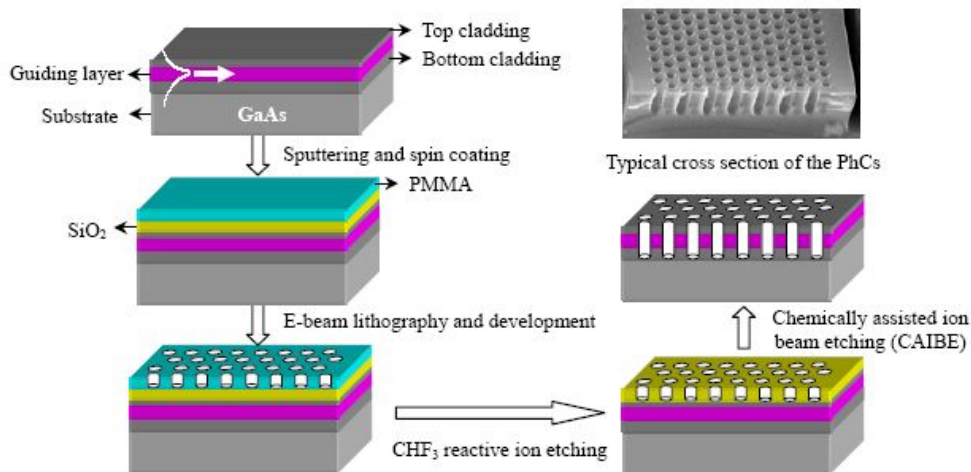 Top cladding
Bottom cladding
Guiding layer
Substrate
GaAs
Sputtering and spin coating
PMMA
SiO₂
E-beam lithography and development
CHF₃ reactive ion etching
Typical cross section of the PhCs
Chemically assisted ion
beam etching (CAIBE)